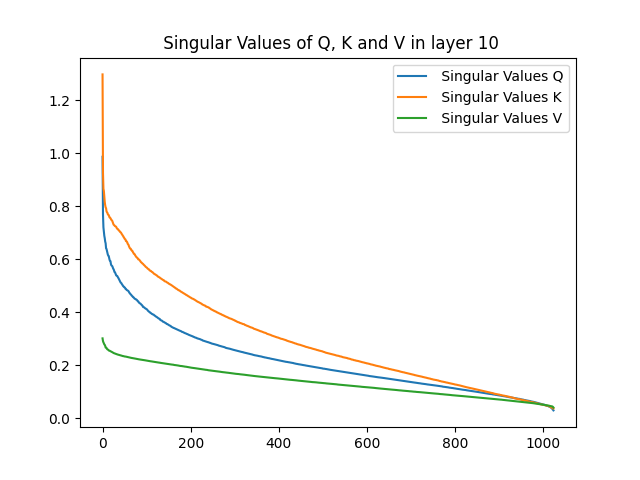 Singular Values of Q, K and V in layer 10
Singular Values Q
Singular Values K
Singular Values V
1.2
1.0
0.8
0.6
0.4
0.2
0.0
0 200 400 600 800 1000